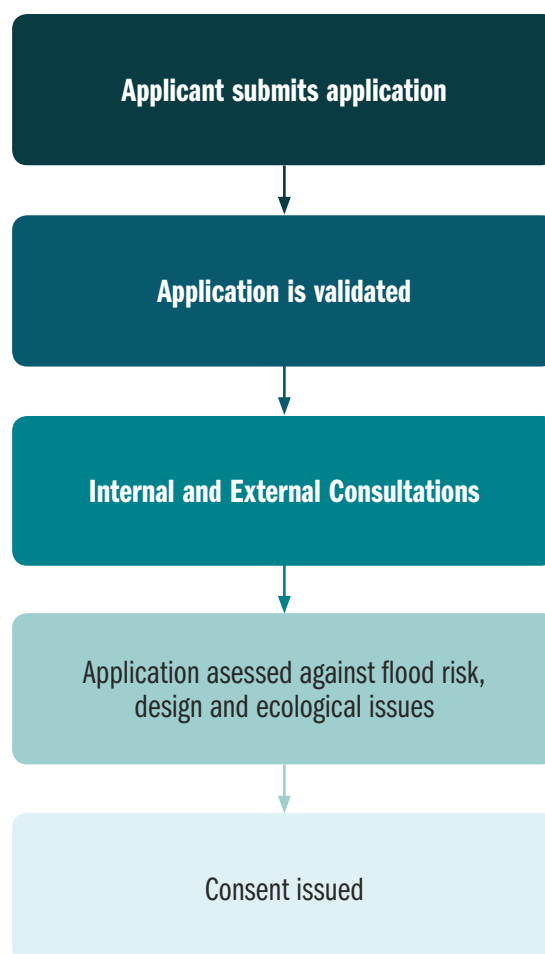 Applicant submits application
Application is validated
Internal and External Consultations
Application asessed against flood risk,
design and ecological issues
Consent issued